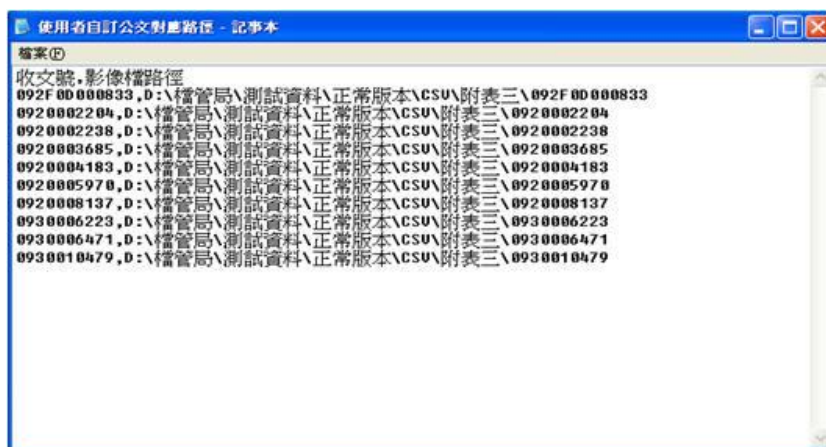 使用者自訂公文對應路徑 - 記事本
檔案(F)
收文號,影像檔路徑
092F0D000833,D:\檔管局\測試資料\正常版本\CSV\附表三\092F0D000833
0920002204,D:\檔管局\測試資料\正常版本\CSV\附表三\0920002204
0920002238,D:\檔管局\測試資料\正常版本\CSV\附表三\0920002238
0920003685,D:\檔管局\測試資料\正常版本\CSV\附表三\0920003685
0920004183,D:\檔管局\測試資料\正常版本\CSV\附表三\0920004183
0920005970,D:\檔管局\測試資料\正常版本\CSV\附表三\0920005970
0920008137,D:\檔管局\測試資料\正常版本\CSV\附表三\0920008137
0930006223,D:\檔管局\測試資料\正常版本\CSV\附表三\0930006223
0930006471,D:\檔管局\測試資料\正常版本\CSV\附表三\0930006471
0930010479,D:\檔管局\測試資料\正常版本\CSV\附表三\0930010479